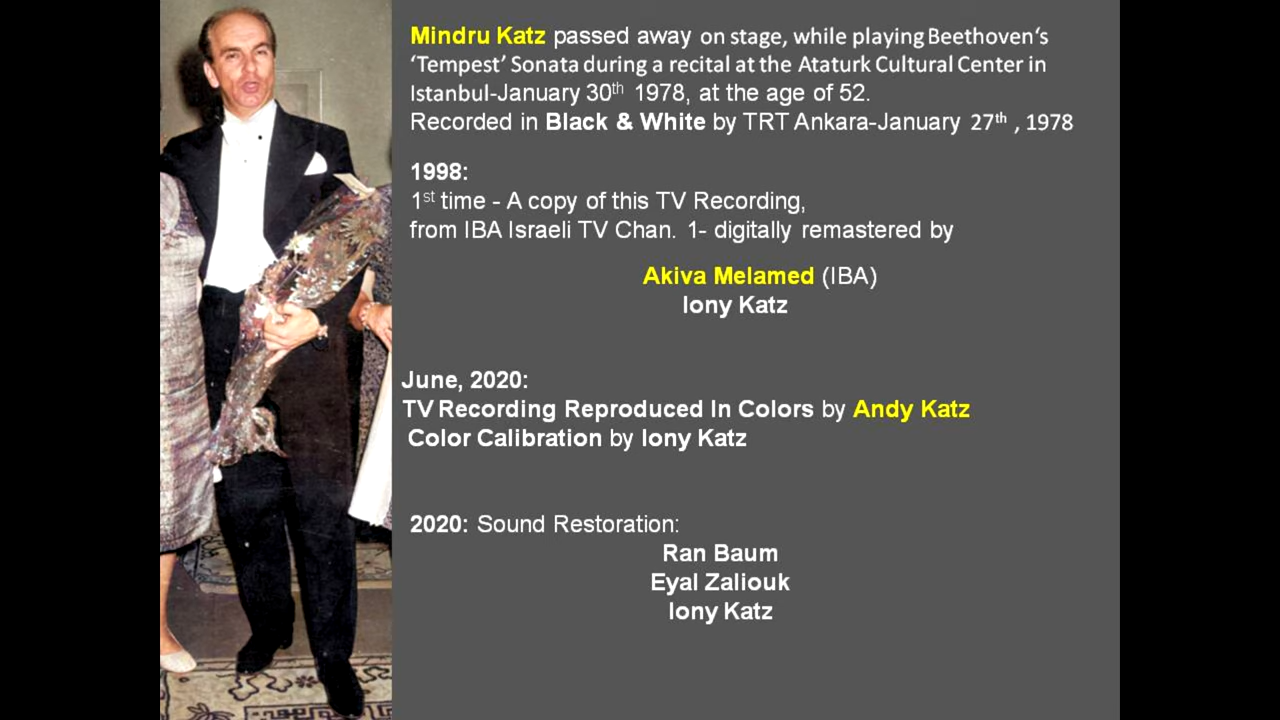 Mindru Katz passed away on stage, while playing Beethoven‘s
‘Tempest’ Sonata during a recital at the Ataturk Cultural Center in
Istanbul-January 30th 1978, at the age of 52.
Recorded in Black & White by TRT Ankara-January 27th , 1978
1998:
1st time - A copy of this TV Recording,
from IBA Israeli TV Chan. 1- digitally remastered by
Akiva Melamed (IBA)
Iony Katz
June, 2020:
TV Recording Reproduced In Colors by Andy Katz
Color Calibration by Iony Katz
2020: Sound Restoration:
Ran Baum
Eyal Zaliouk
Iony Katz